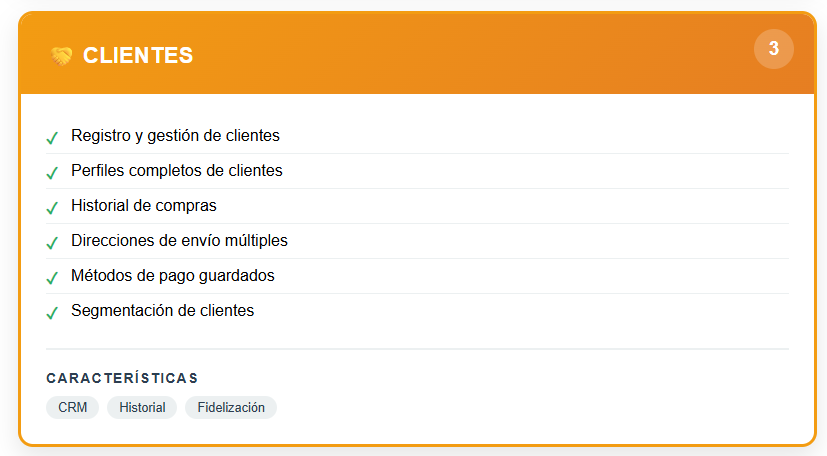 🤝 CLIENTES
3
✓ Registro y gestión de clientes
✓ Perfiles completos de clientes
✓ Historial de compras
✓ Direcciones de envío múltiples
✓ Métodos de pago guardados
✓ Segmentación de clientes
CARACTERÍSTICAS
CRM Historial Fidelización